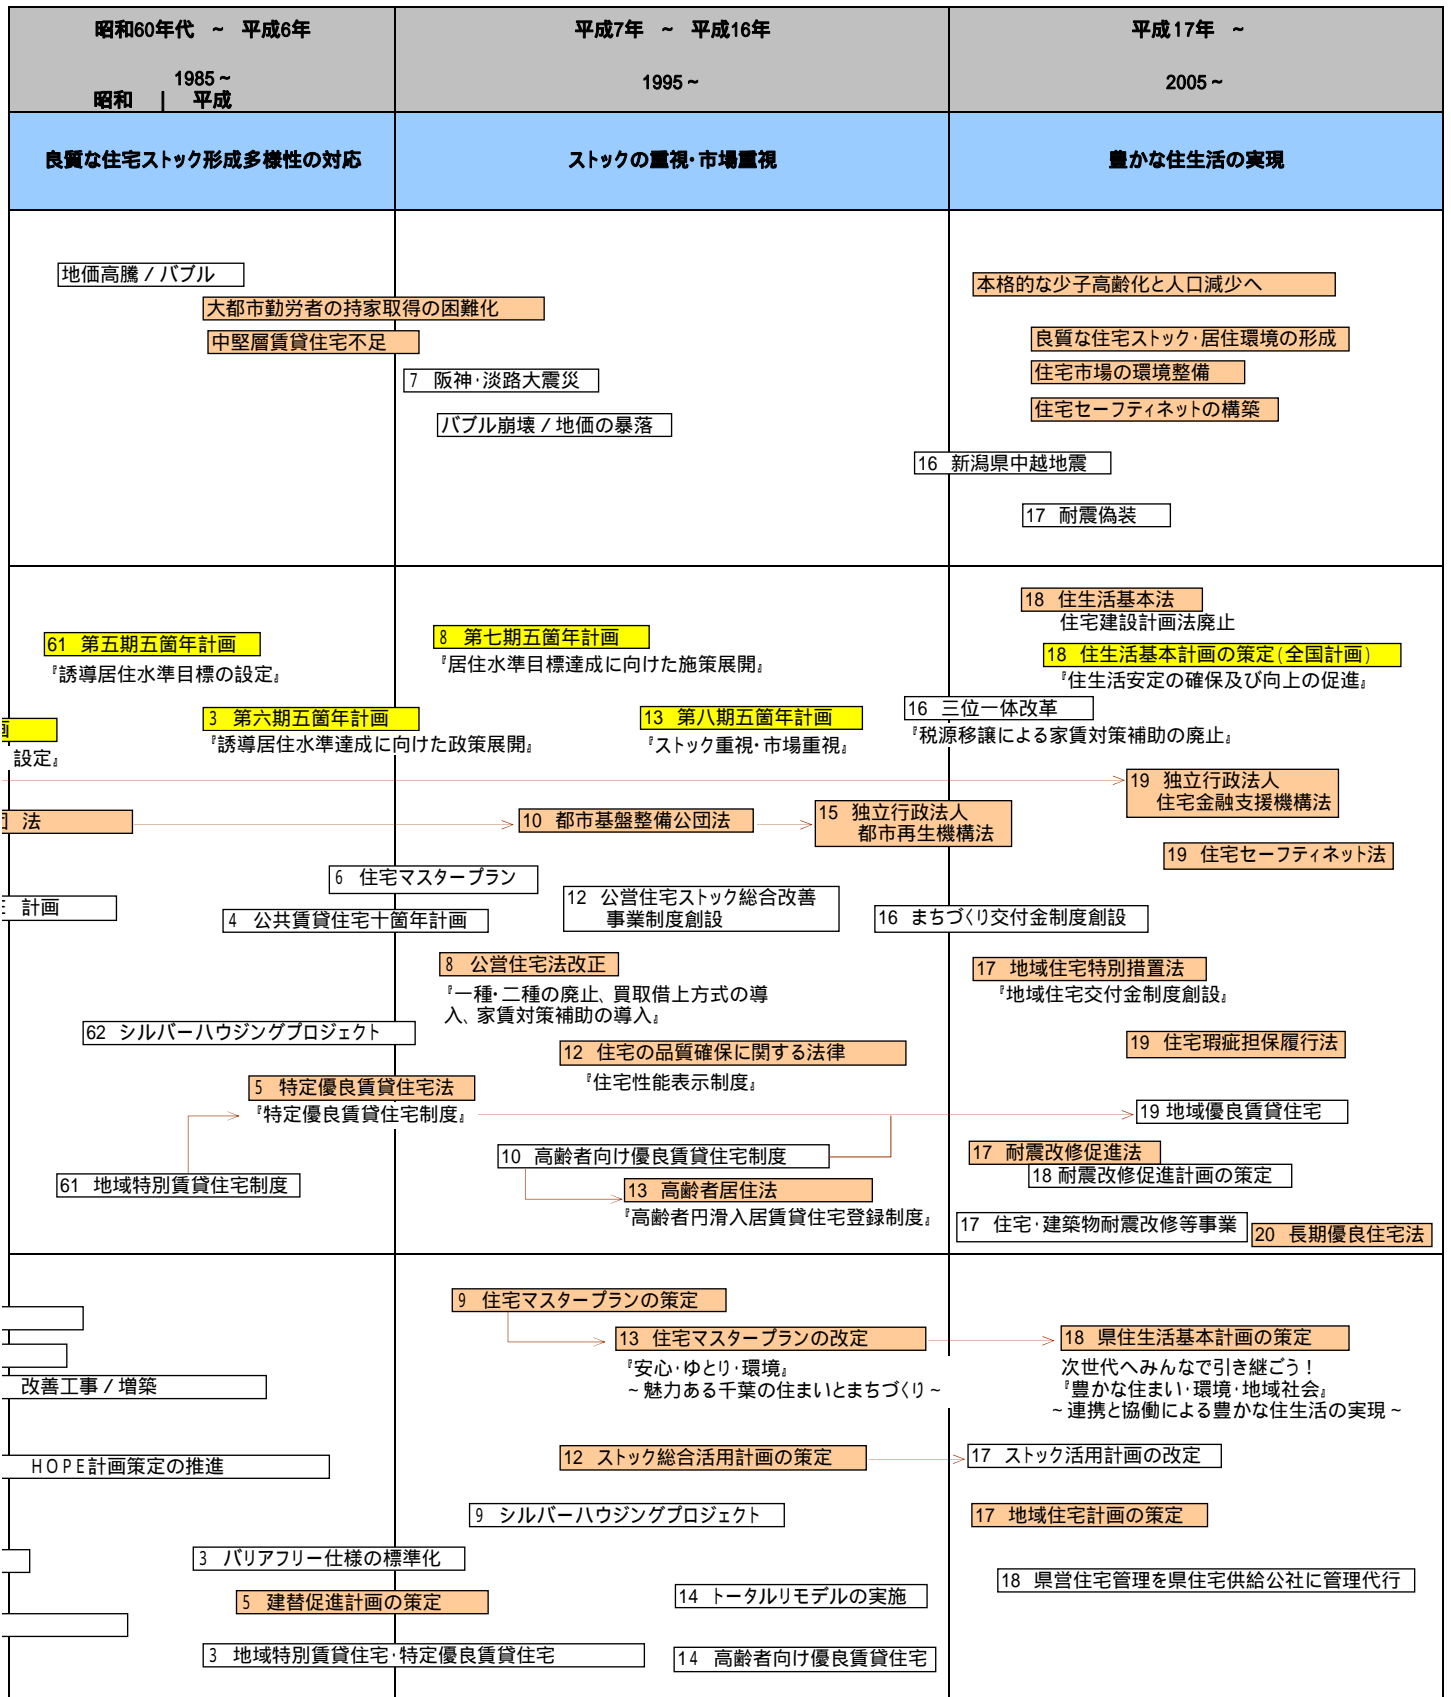 昭和60年代 ~ 平成6年
1985~
昭和 | 平成
平成7年 ~ 平成16年
1995~
平成17年 ~
2005~
良質な住宅ストック形成多様性の対応
ストックの重視・市場重視
豊かな住生活の実現
地価高騰/バブル
大都市勤労者の持家取得の困難化
中堅層賃貸住宅不足
7 阪神・淡路大震災
バブル崩壊/地価の暴落
本格的な少子高齢化と人口減少へ
良質な住宅ストック・居住環境の形成
住宅市場の環境整備
住宅セーフティネットの構築
16 新潟県中越地震
17 耐震偽装
61 第五期五箇年計画
『誘導居住水準目標の設定』
画
設定』
3 第六期五箇年計画
『誘導居住水準達成に向けた政策展開』
8 第七期五箇年計画
『居住水準目標達成に向けた施策展開』
13 第八期五箇年計画
『ストック重視・市場重視』
18 住生活基本法
住宅建設計画法廃止
18 住生活基本計画の策定(全国計画)
『住生活安定の確保及び向上の促進』
16 三位一体改革
『税源移譲による家賃対策補助の廃止』
19 独立行政法人
住宅金融支援機構法
法
10 都市基盤整備公団法
15 独立行政法人
都市再生機構法
19 住宅セーフティネット法
6 住宅マスタープラン
計画
4 公共賃貸住宅十箇年計画
12 公営住宅ストック総合改善
事業制度創設
16 まちづくり交付金制度創設
8 公営住宅法改正
『一種・二種の廃止、買取借上方式の導
入、家賃対策補助の導入』
17 地域住宅特別措置法
『地域住宅交付金制度創設』
62 シルバーハウジングプロジェクト
12 住宅の品質確保に関する法律
『住宅性能表示制度』
19 住宅瑕疵担保履行法
5 特定優良賃貸住宅法
『特定優良賃貸住宅制度』
19 地域優良賃貸住宅
10 高齢者向け優良賃貸住宅制度
17 耐震改修促進法
18 耐震改修促進計画の策定
61 地域特別賃貸住宅制度
13 高齢者居住法
『高齢者円滑入居賃貸住宅登録制度』
17 住宅・建築物耐震改修等事業
20 長期優良住宅法
9 住宅マスタープランの策定
13 住宅マスタープランの改定
『安心・ゆとり・環境』
~魅力ある千葉の住まいとまちづくり~
18 県住生活基本計画の策定
次世代へみんなで引き継ごう!
『豊かな住まい・環境・地域社会』
~連携と協働による豊かな住生活の実現~
改善工事/増築
HOPE計画策定の推進
12 ストック総合活用計画の策定
17 ストック活用計画の改定
9 シルバーハウジングプロジェクト
17 地域住宅計画の策定
3 バリアフリー仕様の標準化
5 建替促進計画の策定
14 トータルリモデルの実施
18 県営住宅管理を県住宅供給公社に管理代行
3 地域特別賃貸住宅・特定優良賃貸住宅
14 高齢者向け優良賃貸住宅